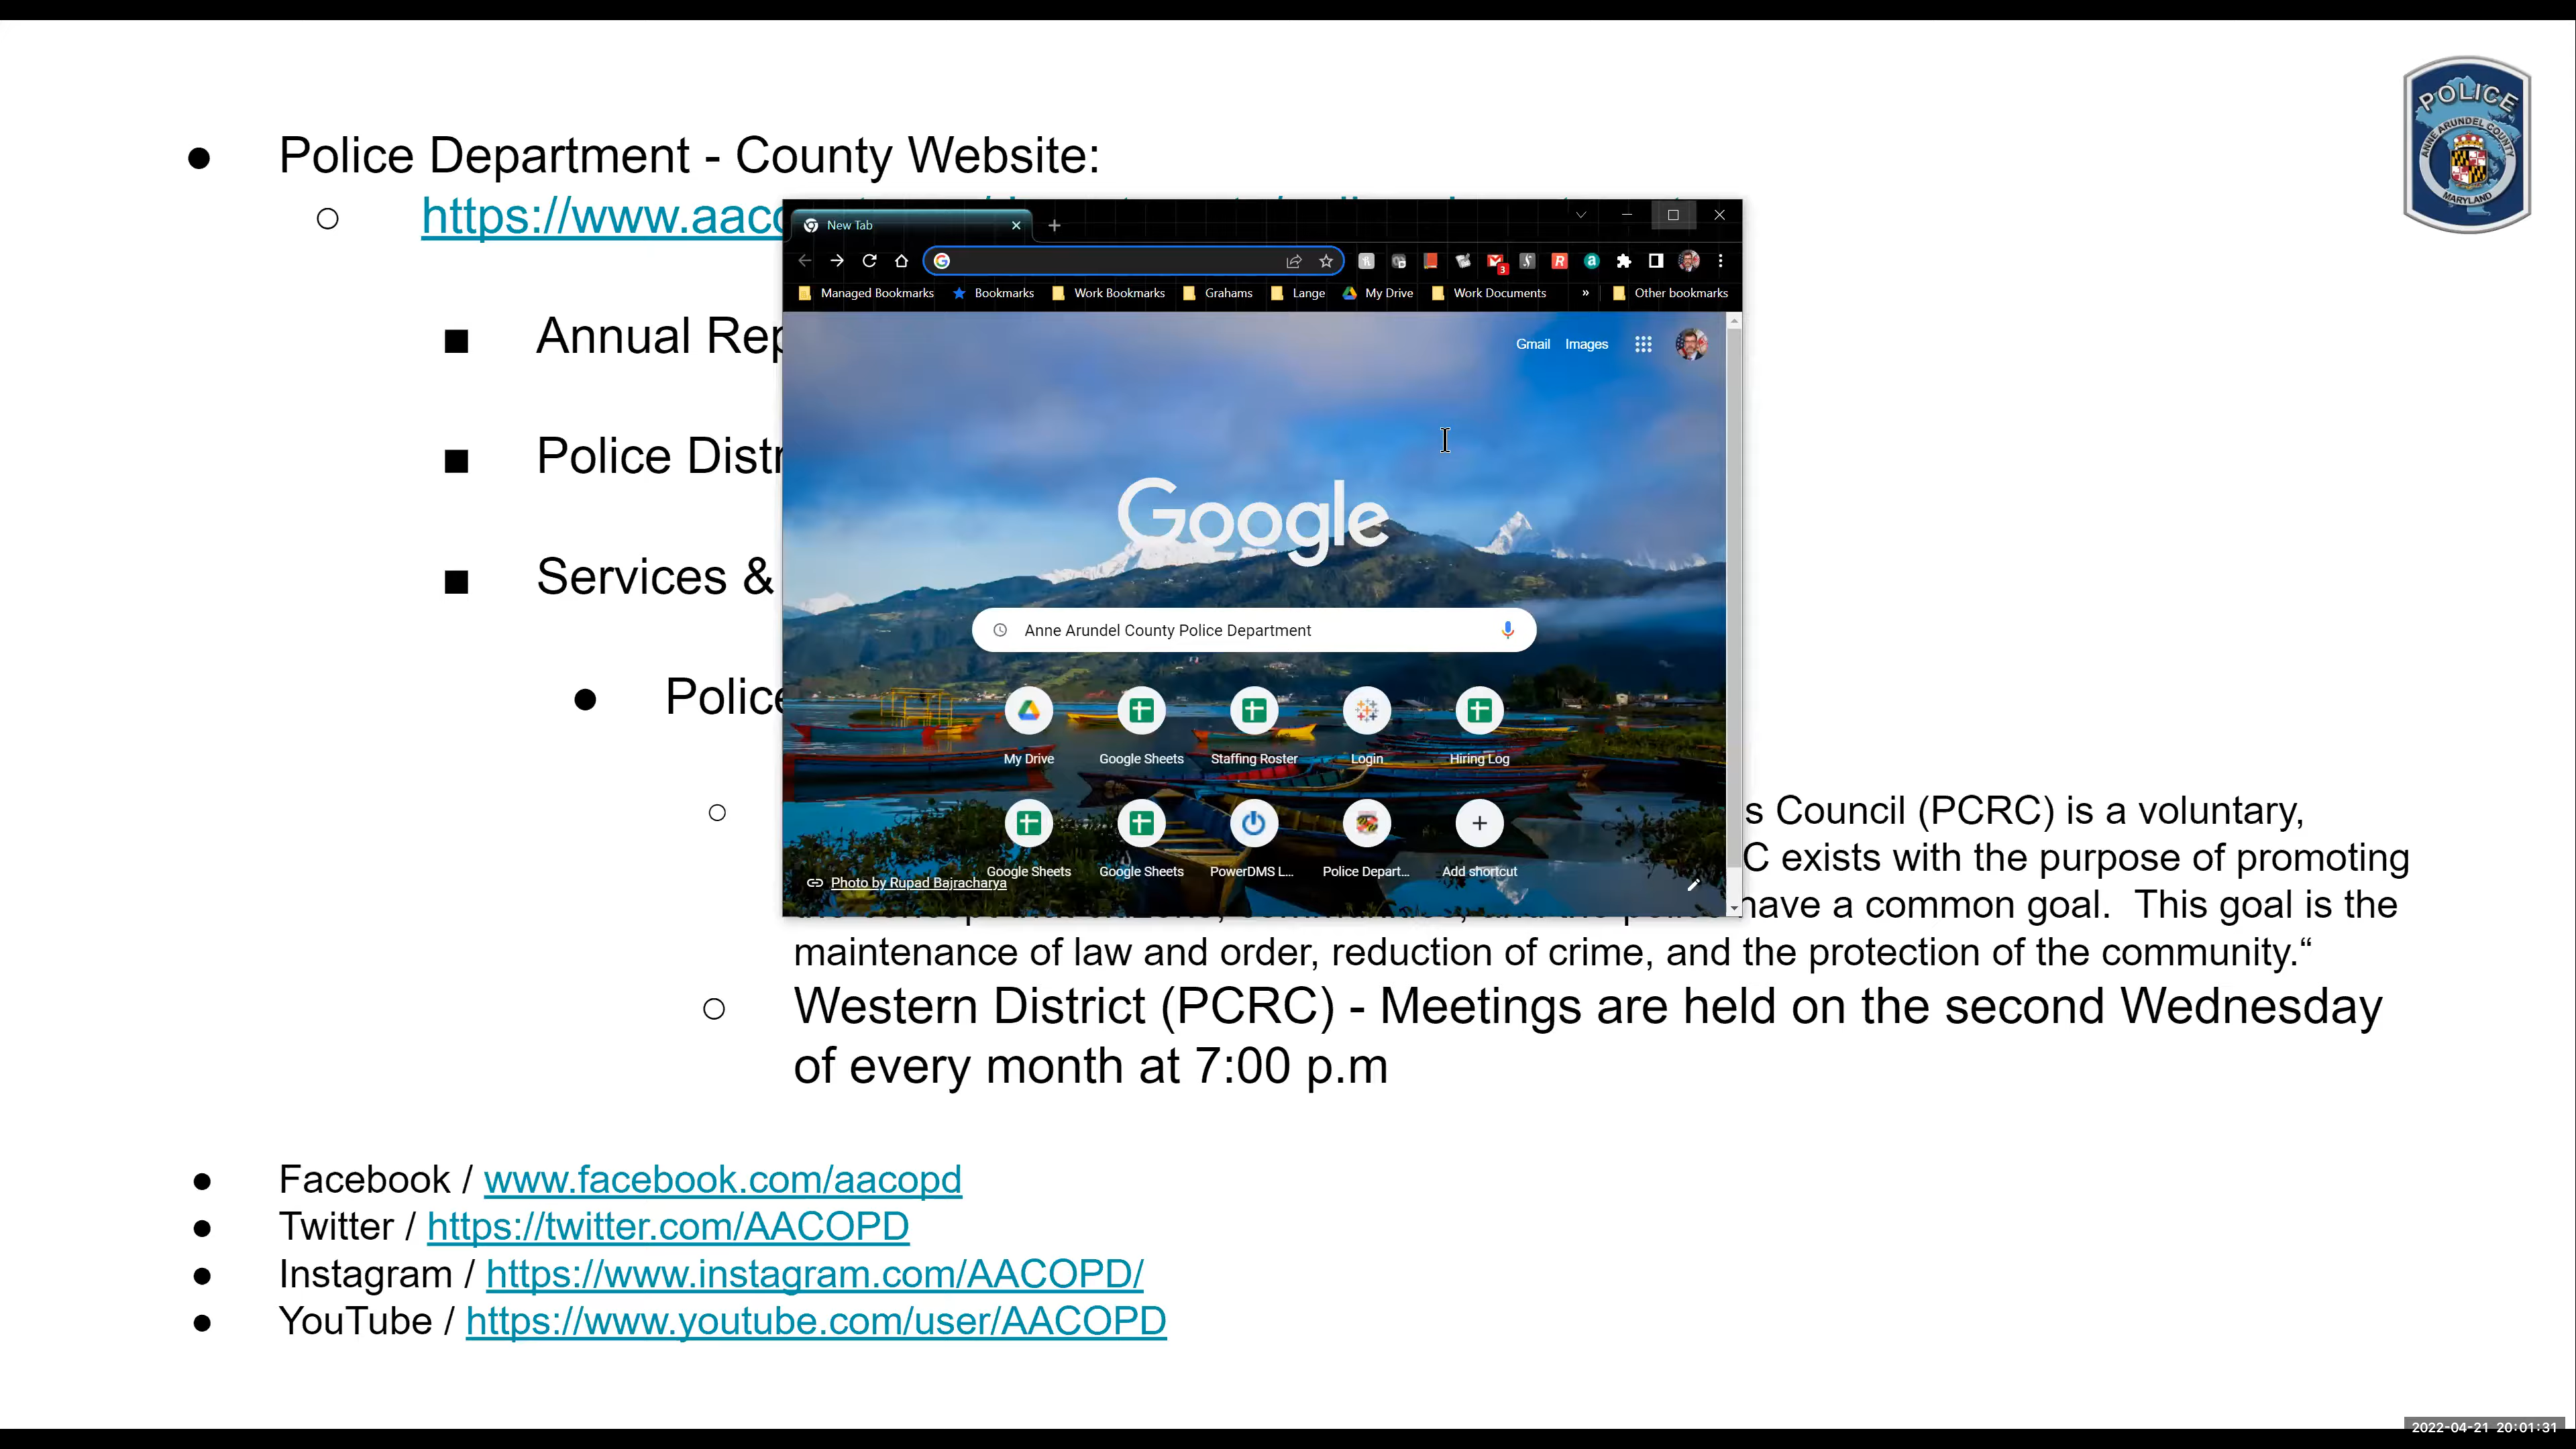 POLICE
ANNE ARUNDEL COUNTY
MARYLAND
● Police Department - County Website:
○ https://www.aaco
New Tab
Managed Bookmarks Bookmarks Work Bookmarks Grahams Lange My Drive Work Documents » Other bookmarks
3
Gmail Images
Google
Anne Arundel County Police Department
My Drive Google Sheets Staffing Roster Login Hiring Log
Google Sheets Google Sheets PowerDMS L... Police Depart... Add shortcut
Photo by Rupad Bajracharya
■ Annual Rep
■ Police Distr
■ Services &
● Police
○ s Council (PCRC) is a voluntary,
C exists with the purpose of promoting
have a common goal. This goal is the
maintenance of law and order, reduction of crime, and the protection of the community.“
○ Western District (PCRC) - Meetings are held on the second Wednesday
of every month at 7:00 p.m
● Facebook / www.facebook.com/aacopd
● Twitter / https://twitter.com/AACOPD
● Instagram / https://www.instagram.com/AACOPD/
● YouTube / https://www.youtube.com/user/AACOPD
2022-04-21 20:01:31